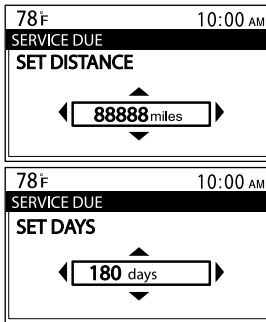 78°F 10:00 AM
SERVICE DUE
SET DISTANCE
88888 miles
78°F 10:00 AM
SERVICE DUE
SET DAYS
180 days